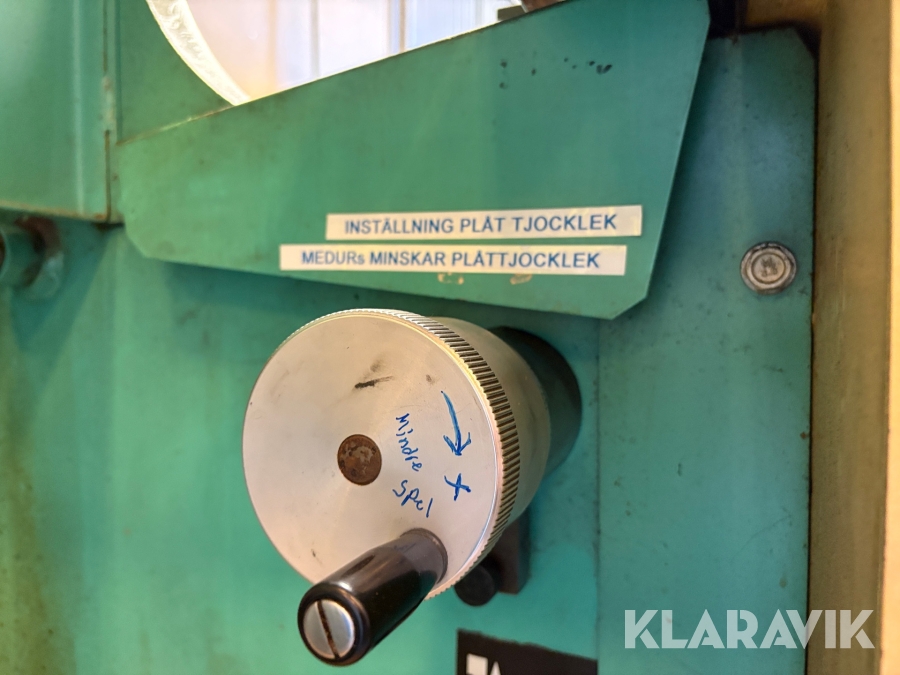 INSTÄLLNING PLÅT TJOCKLEK
MEDURs MINSKAR PLÅTTJOCKLEK
Mindre
spel
KLARAVIK